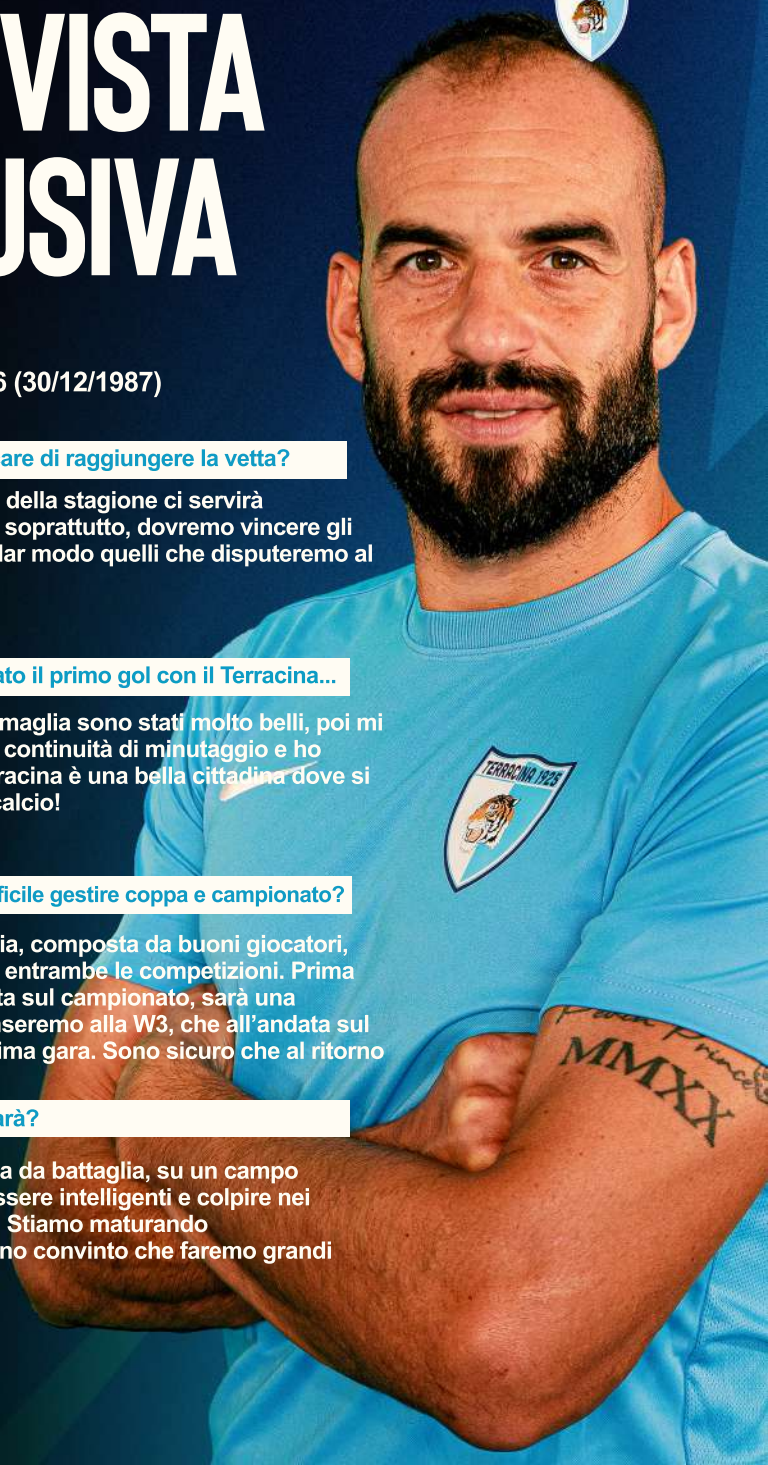 VISTA
USIVA
6 (30/12/1987)
are di raggiungere la vetta?
della stagione ci servirà
soprattutto, dovremo vincere gli
lar modo quelli che disputeremo al
ato il primo gol con il Terracina...
maglia sono stati molto belli, poi mi
continuità di minutaggio e ho
racina è una bella cittadina dove si
calcio!
TERRACINA 1925
ficile gestire coppa e campionato?
ia, composta da buoni giocatori,
entrambe le competizioni. Prima
ta sul campionato, sarà una
nseremo alla W3, che all’andata sul
ima gara. Sono sicuro che al ritorno
Prince
MMXX
arà?
a da battaglia, su un campo
ssere intelligenti e colpire nei
Stiamo maturando
no convinto che faremo grandi